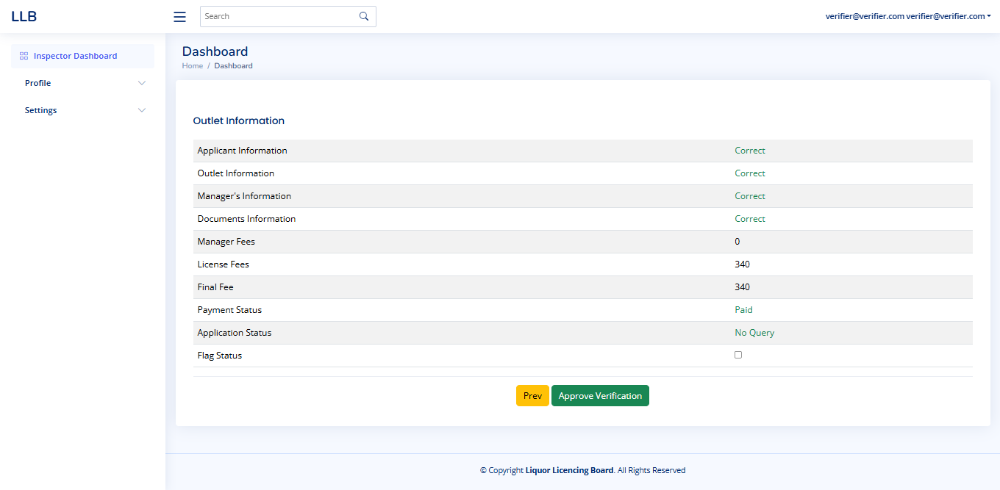 LLB
Search
verifier@verifier.com verifier@verifier.com
Inspector Dashboard
Profile
Settings
Dashboard
Home / Dashboard
Outlet Information
Applicant Information Correct
Outlet Information Correct
Manager's Information Correct
Documents Information Correct
Manager Fees 0
License Fees 340
Final Fee 340
Payment Status Paid
Application Status No Query
Flag Status
Prev Approve Verification
© Copyright Liquor Licencing Board. All Rights Reserved